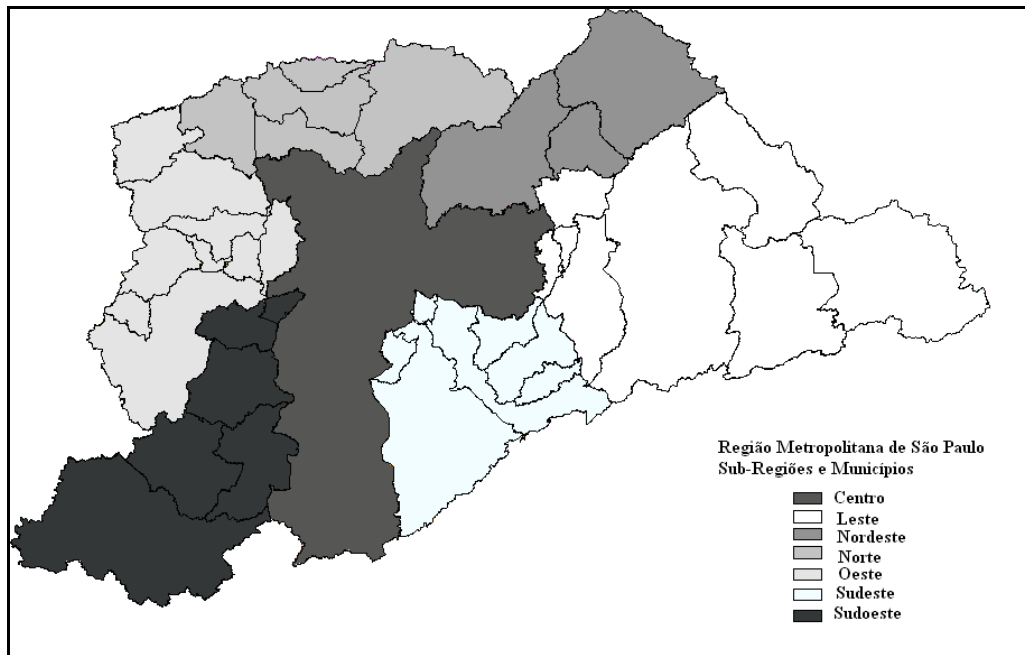 Região Metropolitana de São Paulo
Sub-Regiões e Municípios
Centro
Leste
Nordeste
Norte
Oeste
Sudeste
Sudoeste